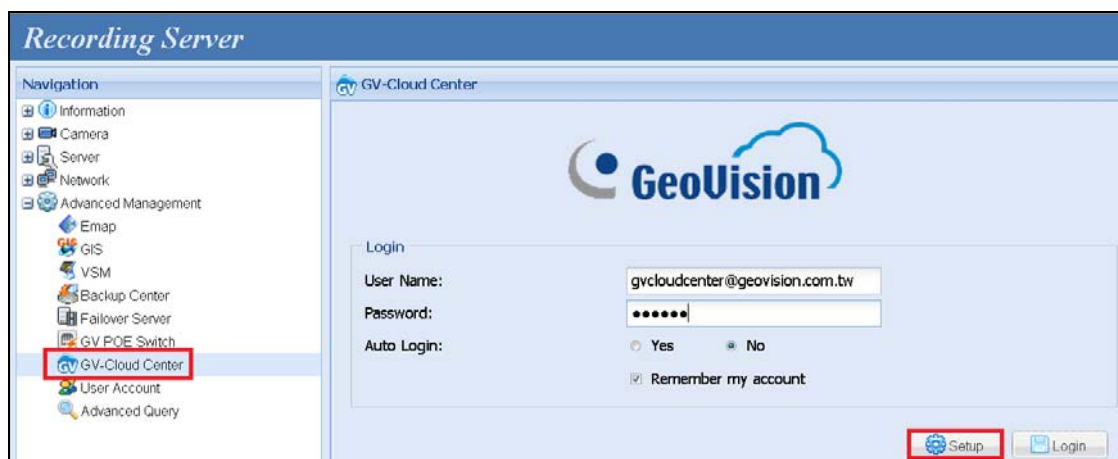 Recording Server
Navigation
Information
Camera
Server
Network
Advanced Management
Emap
GIS
VSM
Backup Center
Failover Server
GV POE Switch
GV-Cloud Center
User Account
Advanced Query
GV-Cloud Center
GeoVision
Login
User Name: gvcloudcenter@geovision.com.tw
Password: ●●●●●●
Auto Login: Yes No
Remember my account
Setup Login